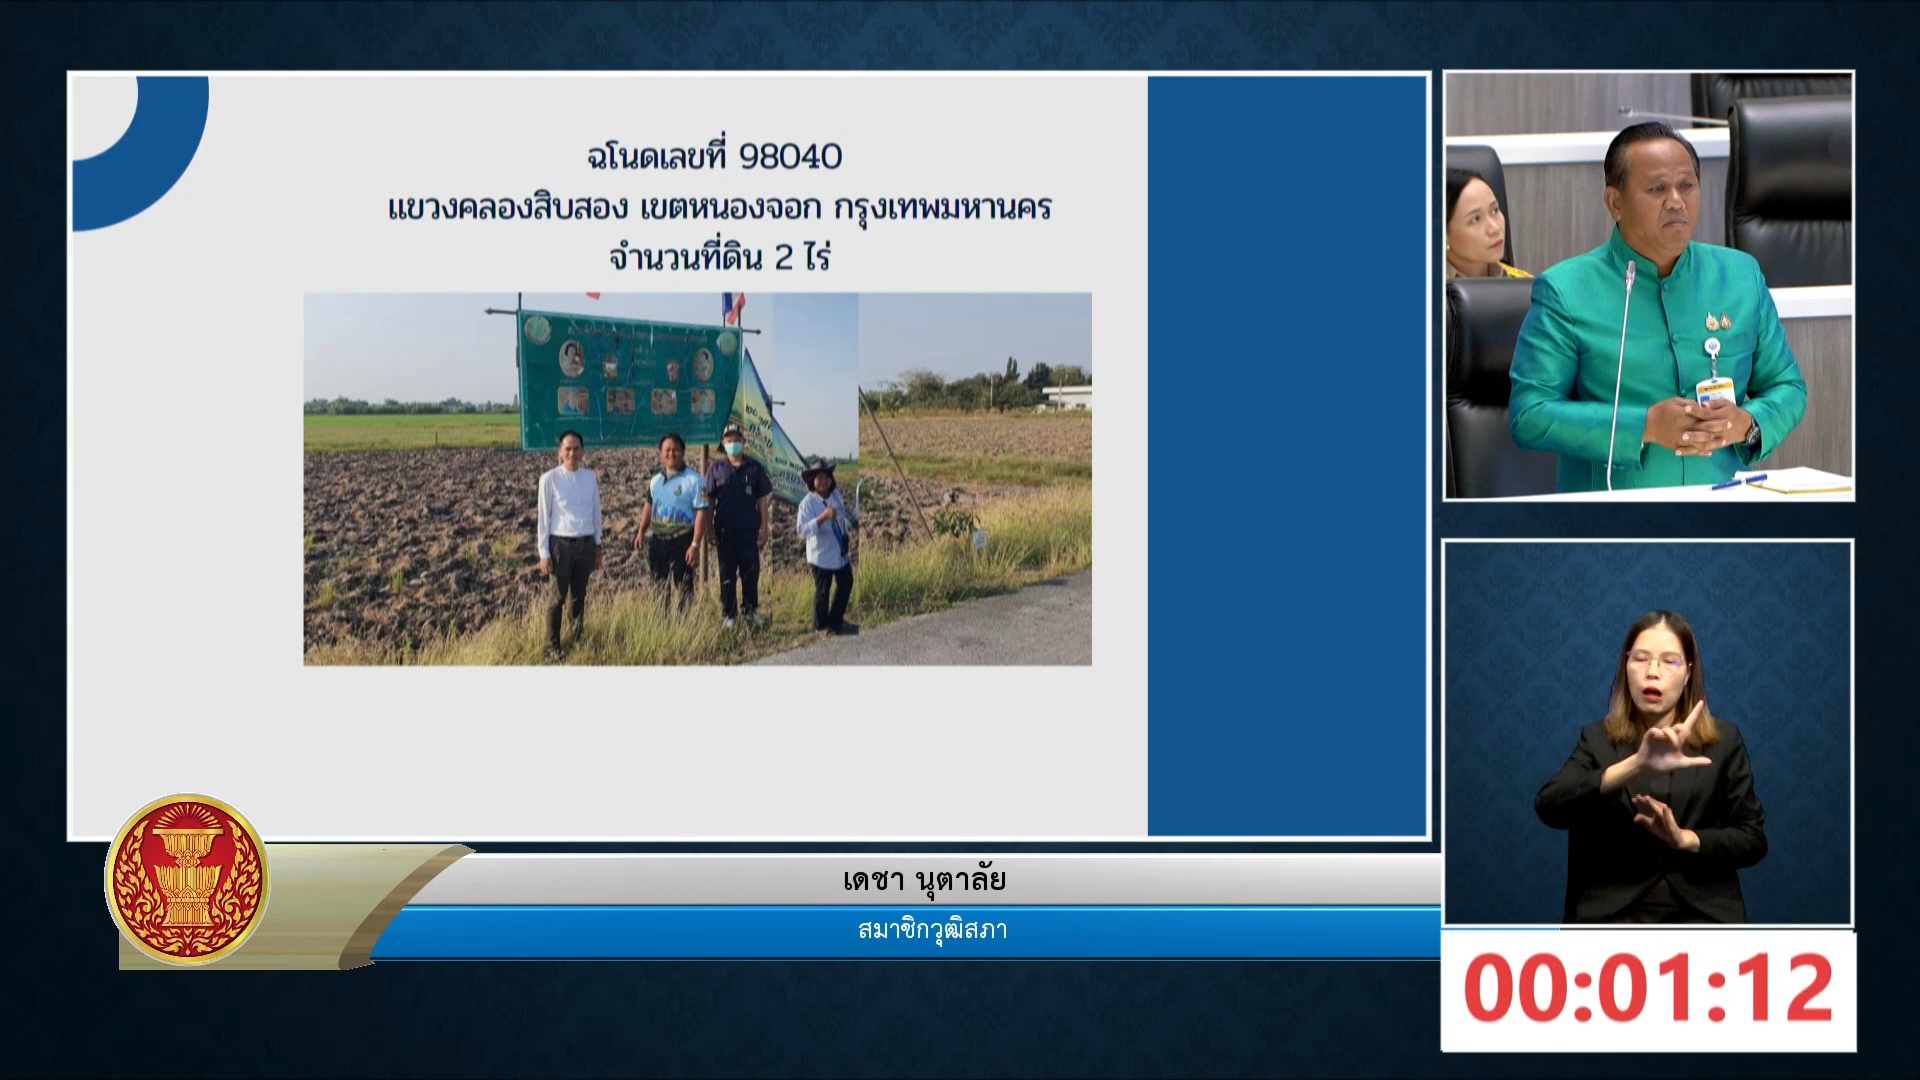 ฉโนดเลขที่ 98040
แขวงคลองสิบสอง เขตหนองจอก กรุงเทพมหานคร
จำนวนที่ดิน 2 ไร่
เดชา นุตาลัย
สมาชิกวุฒิสภา
00:01:12